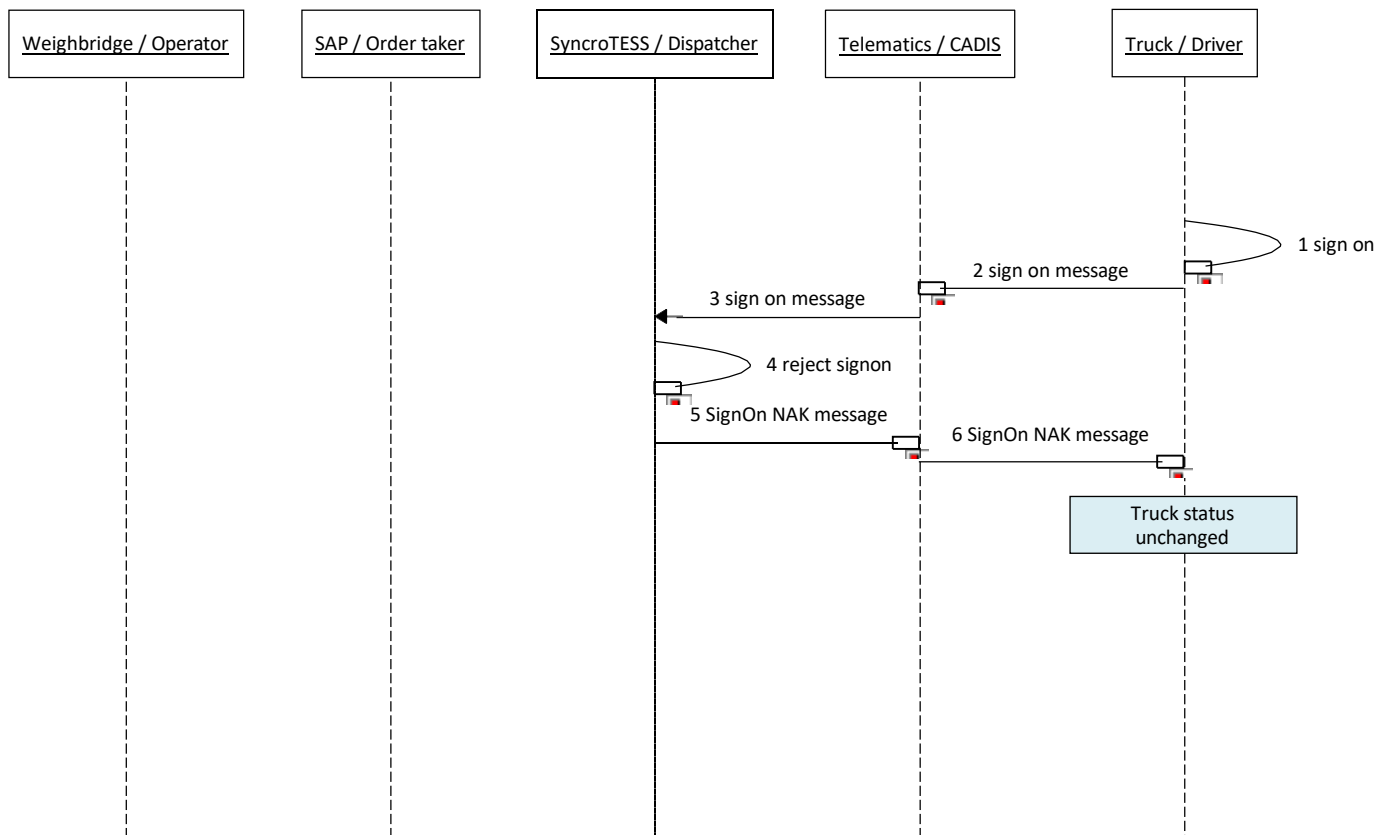 Weighbridge / Operator
SAP / Order taker
SyncroTESS / Dispatcher
Telematics / CADIS
Truck / Driver
1 sign on
2 sign on message
3 sign on message
4 reject signon
5 SignOn NAK message
6 SignOn NAK message
Truck status
unchanged